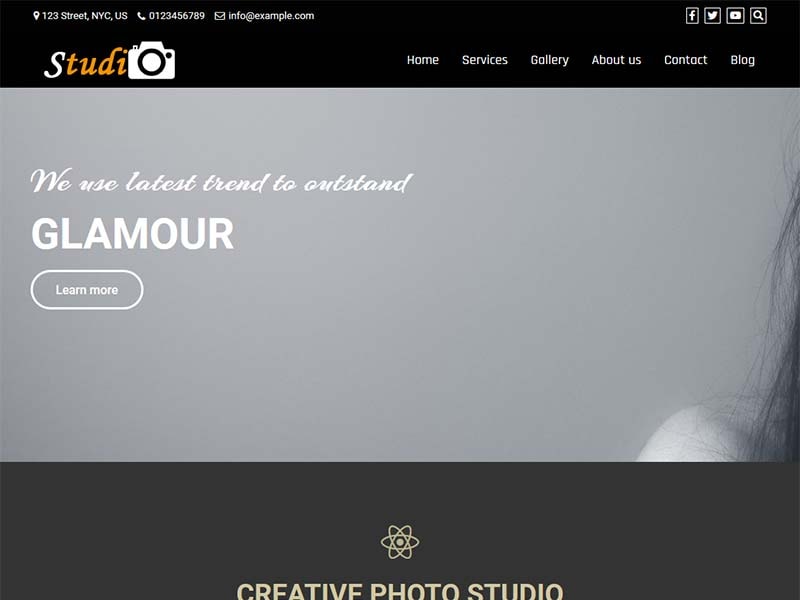 123 Street, NYC, US 0123456789 info@example.com
Studi
Home Services Gallery About us Contact Blog
We use latest trend to outstand
GLAMOUR
Learn more
CREATIVE PHOTO STUDIO